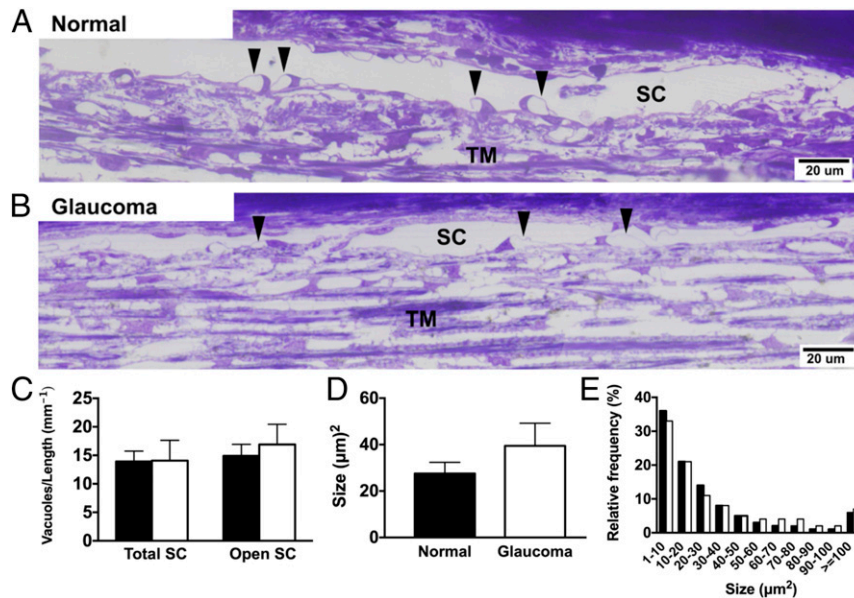 A
Normal
SC
TM
20 um
B
Glaucoma
SC
TM
20 um
C
Vacuoles/Length (mm⁻¹)
25
20
15
10
5
0
Total SC
Open SC
D
Size (µm)²
60
40
20
0
Normal
Glaucoma
E
Relative frequency (%)
40
30
20
10
0
1-10
10-20
20-30
30-40
40-50
50-60
60-70
70-80
80-90
90-100
>=100
Size (µm²)